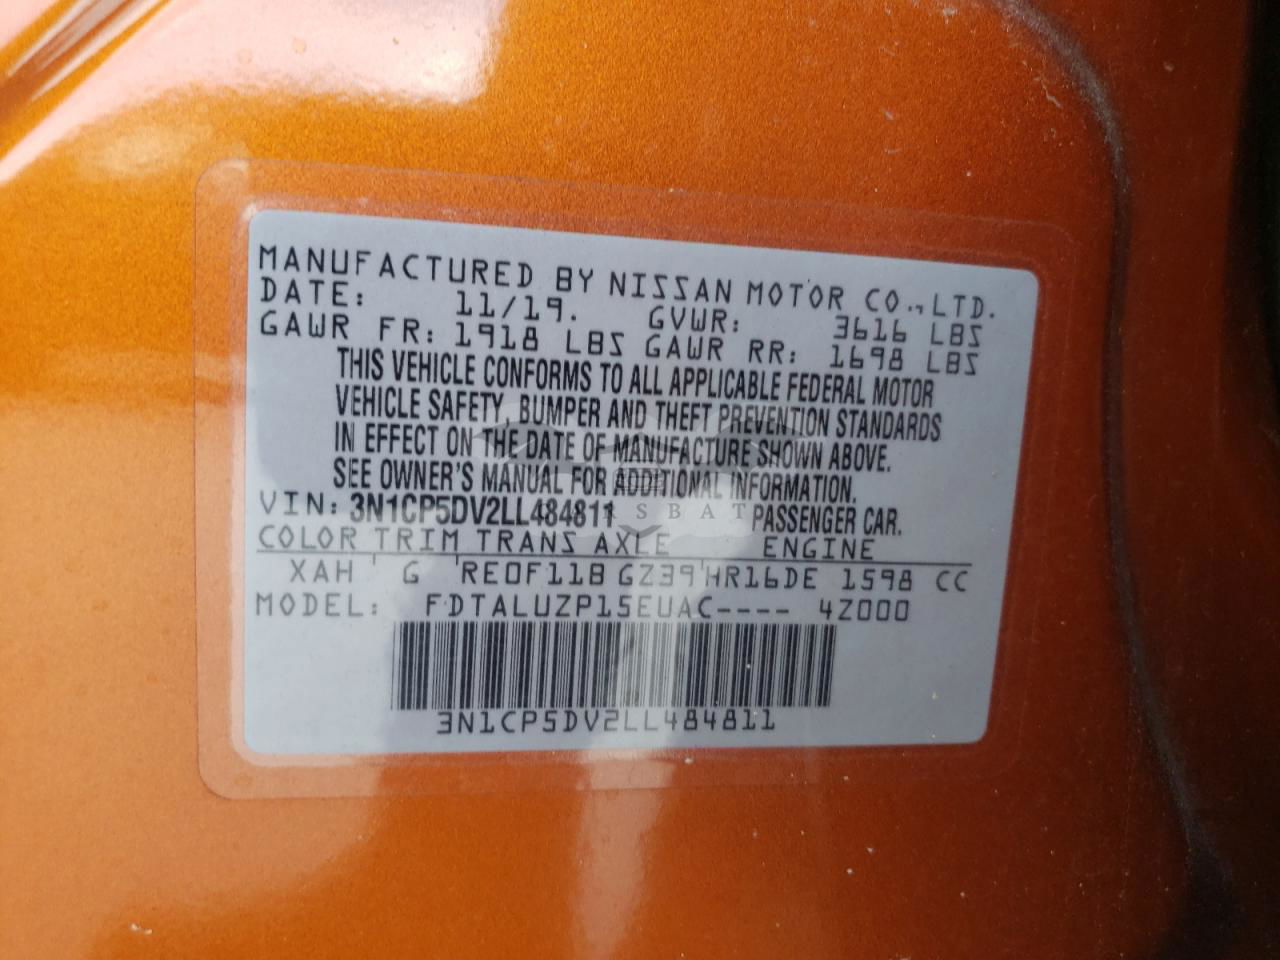 MANUFACTURED BY NISSAN MOTOR CO., LTD.
DATE: 11/19. GVWR: 3616 LBS
GAWR FR: 1918 LBS GAWR RR: 1698 LBS
THIS VEHICLE CONFORMS TO ALL APPLICABLE FEDERAL MOTOR
VEHICLE SAFETY, BUMPER AND THEFT PREVENTION STANDARDS
IN EFFECT ON THE DATE OF MANUFACTURE SHOWN ABOVE.
SEE OWNER'S MANUAL FOR ADDITIONAL INFORMATION.
VIN: 3N1CP5DV2LL484811 PASSENGER CAR.
COLOR TRIM TRANS AXLE ENGINE
XAH G RE0F11B GZ39 HR16DE 1598 CC
MODEL: FDTALUZP15EUAC---- 4Z000
3N1CP5DV2LL484811